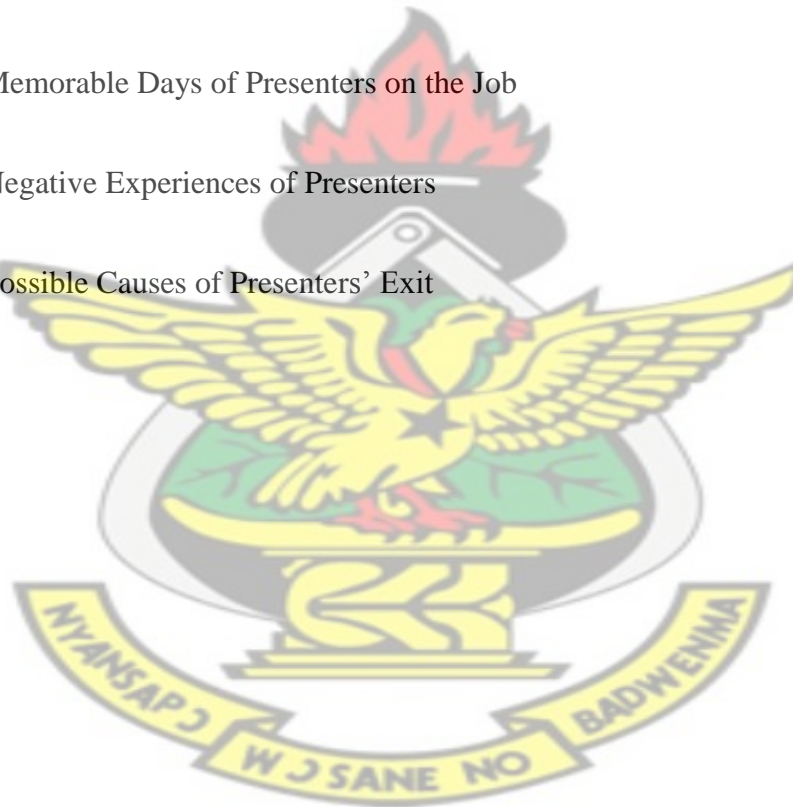 Memorable Days of Presenters on the Job
Negative Experiences of Presenters
ossible Causes of Presenters’ Exit
NYANSAPƆ
WƆSANE NO
BADWENMA